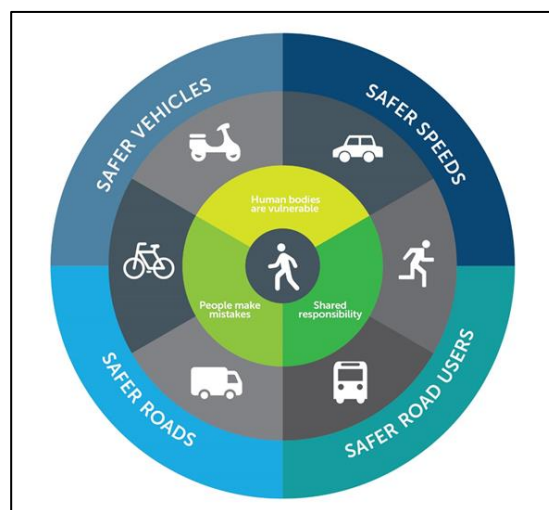 SAFER VEHICLES
SAFER SPEEDS
Human bodies
are vulnerable
People make
mistakes
Shared
responsibility
SAFER ROADS
SAFER ROAD USERS